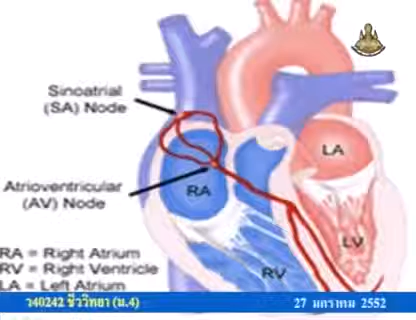 Sinoatrial
(SA) Node
LA
Atrioventricular
(AV) Node
RA
LV
RV
RA = Right Atrium
RV = Right Ventricle
LA = Left Atrium
ว40242 ชีววิทยา (ม.4)
27 มกราคม 2552